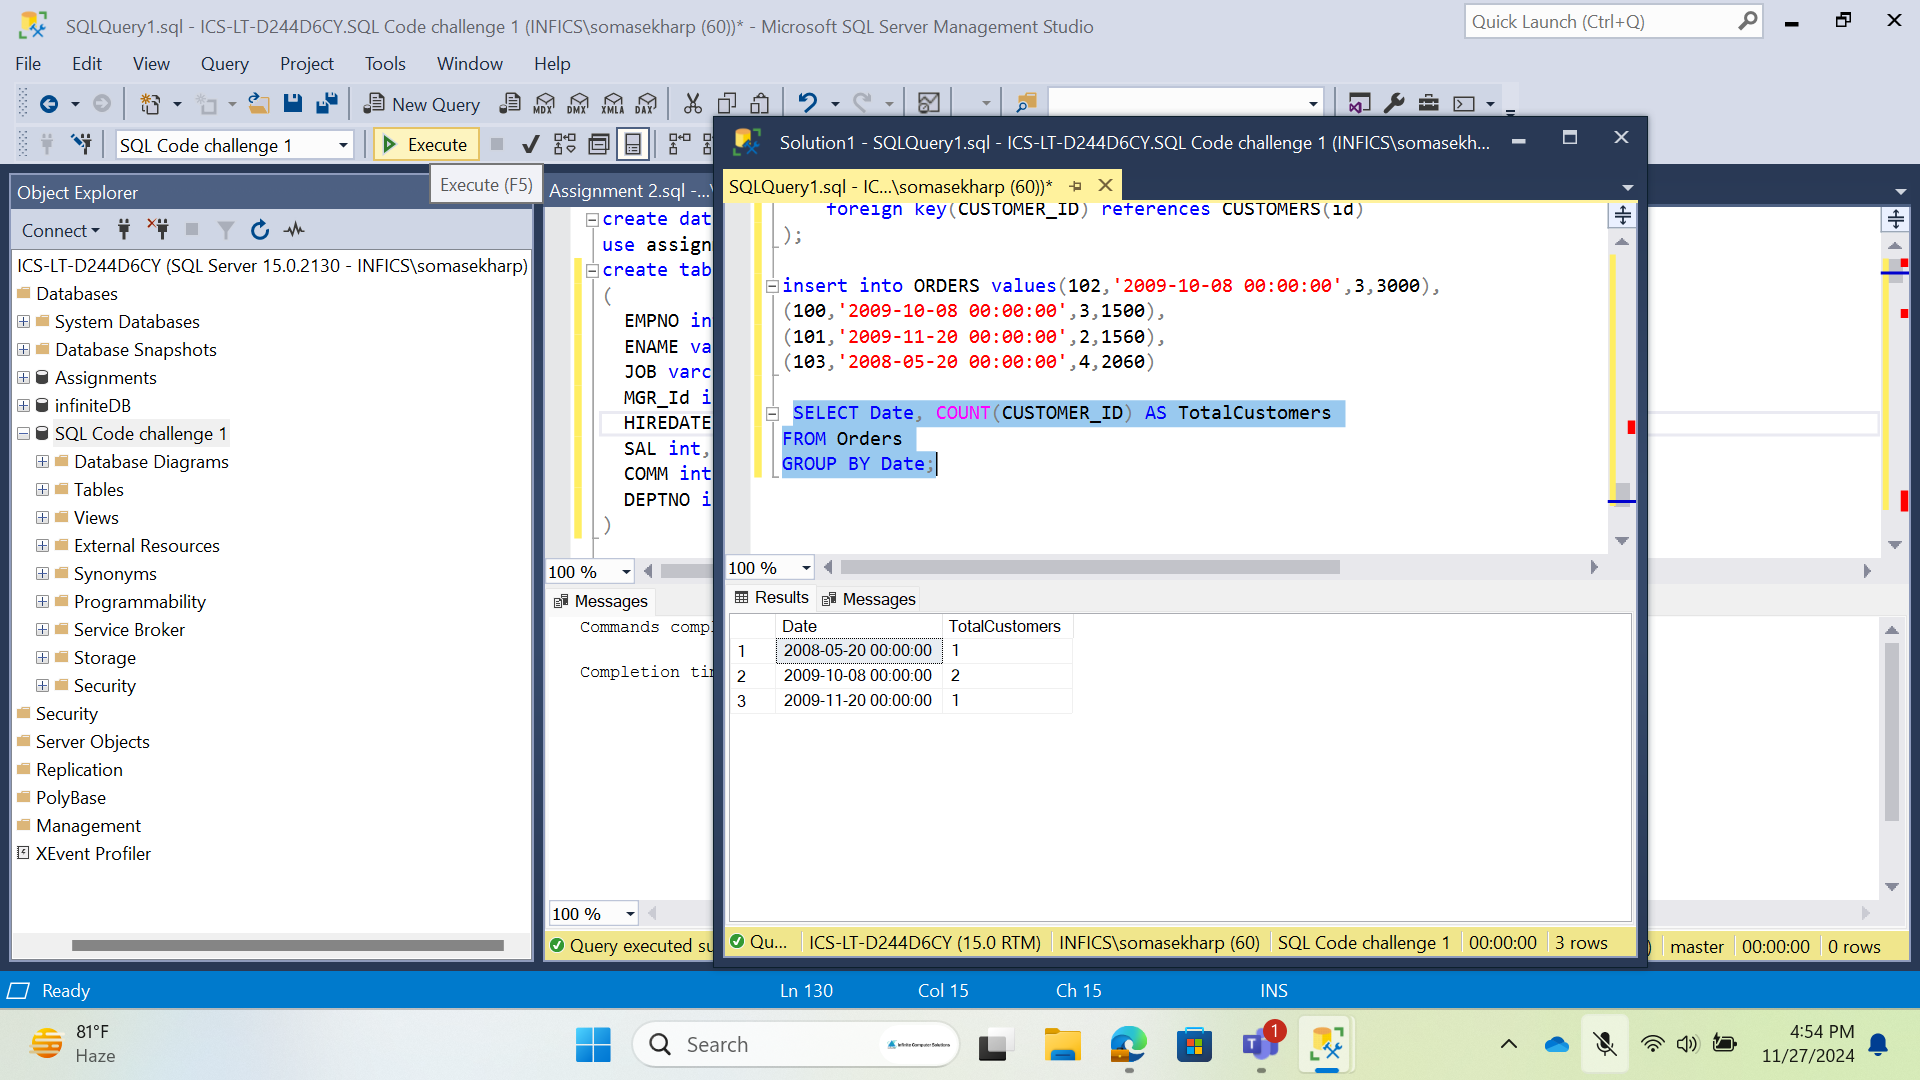 SQLQuery1.sql - ICS-LT-D244D6CY.SQL Code challenge 1 (INFICS\somasekharp (60))* - Microsoft SQL Server Management Studio
Quick Launch (Ctrl+Q)
File Edit View Query Project Tools Window Help
New Query MDX DMX XMLA DAX
SQL Code challenge 1 Execute
Execute (F5)
Object Explorer
Connect
ICS-LT-D244D6CY (SQL Server 15.0.2130 - INFICS\somasekharp)
Databases
System Databases
Database Snapshots
Assignments
infiniteDB
SQL Code challenge 1
Database Diagrams
Tables
Views
External Resources
Synonyms
Programmability
Service Broker
Storage
Security
Security
Server Objects
Replication
PolyBase
Management
XEvent Profiler
Assignment 2.sql -...
create dat
use assign
create tab
(
EMPNO in
ENAME va
JOB varc
MGR_Id i
HIREDATE
SAL int,
COMM int
DEPTNO i
)
100 %
Messages
Commands compl
Completion tim
100 %
Query executed su
Solution1 - SQLQuery1.sql - ICS-LT-D244D6CY.SQL Code challenge 1 (INFICS\somasekh...
SQLQuery1.sql - IC...\somasekharp (60))*
foreign key(CUSTOMER_ID) references CUSTOMERS(id)
);
insert into ORDERS values(102,'2009-10-08 00:00:00',3,3000),
(100,'2009-10-08 00:00:00',3,1500),
(101,'2009-11-20 00:00:00',2,1560),
(103,'2008-05-20 00:00:00',4,2060)
SELECT Date, COUNT(CUSTOMER_ID) AS TotalCustomers
FROM Orders
GROUP BY Date;
100 %
Results Messages
Date TotalCustomers
1 2008-05-20 00:00:00 1
2 2009-10-08 00:00:00 2
3 2009-11-20 00:00:00 1
Qu... ICS-LT-D244D6CY (15.0 RTM) INFICS\somasekharp (60) SQL Code challenge 1 00:00:00 3 rows
) master 00:00:00 0 rows
Ready Ln 130 Col 15 Ch 15 INS
81°F
Haze
Search
Infinite Computer Solutions
1
4:54 PM
11/27/2024